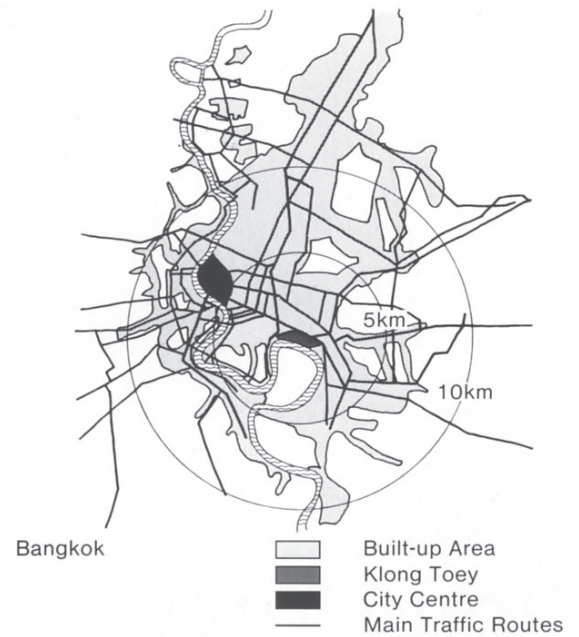 5km
10km
Bangkok
Built-up Area
Klong Toey
City Centre
Main Traffic Routes